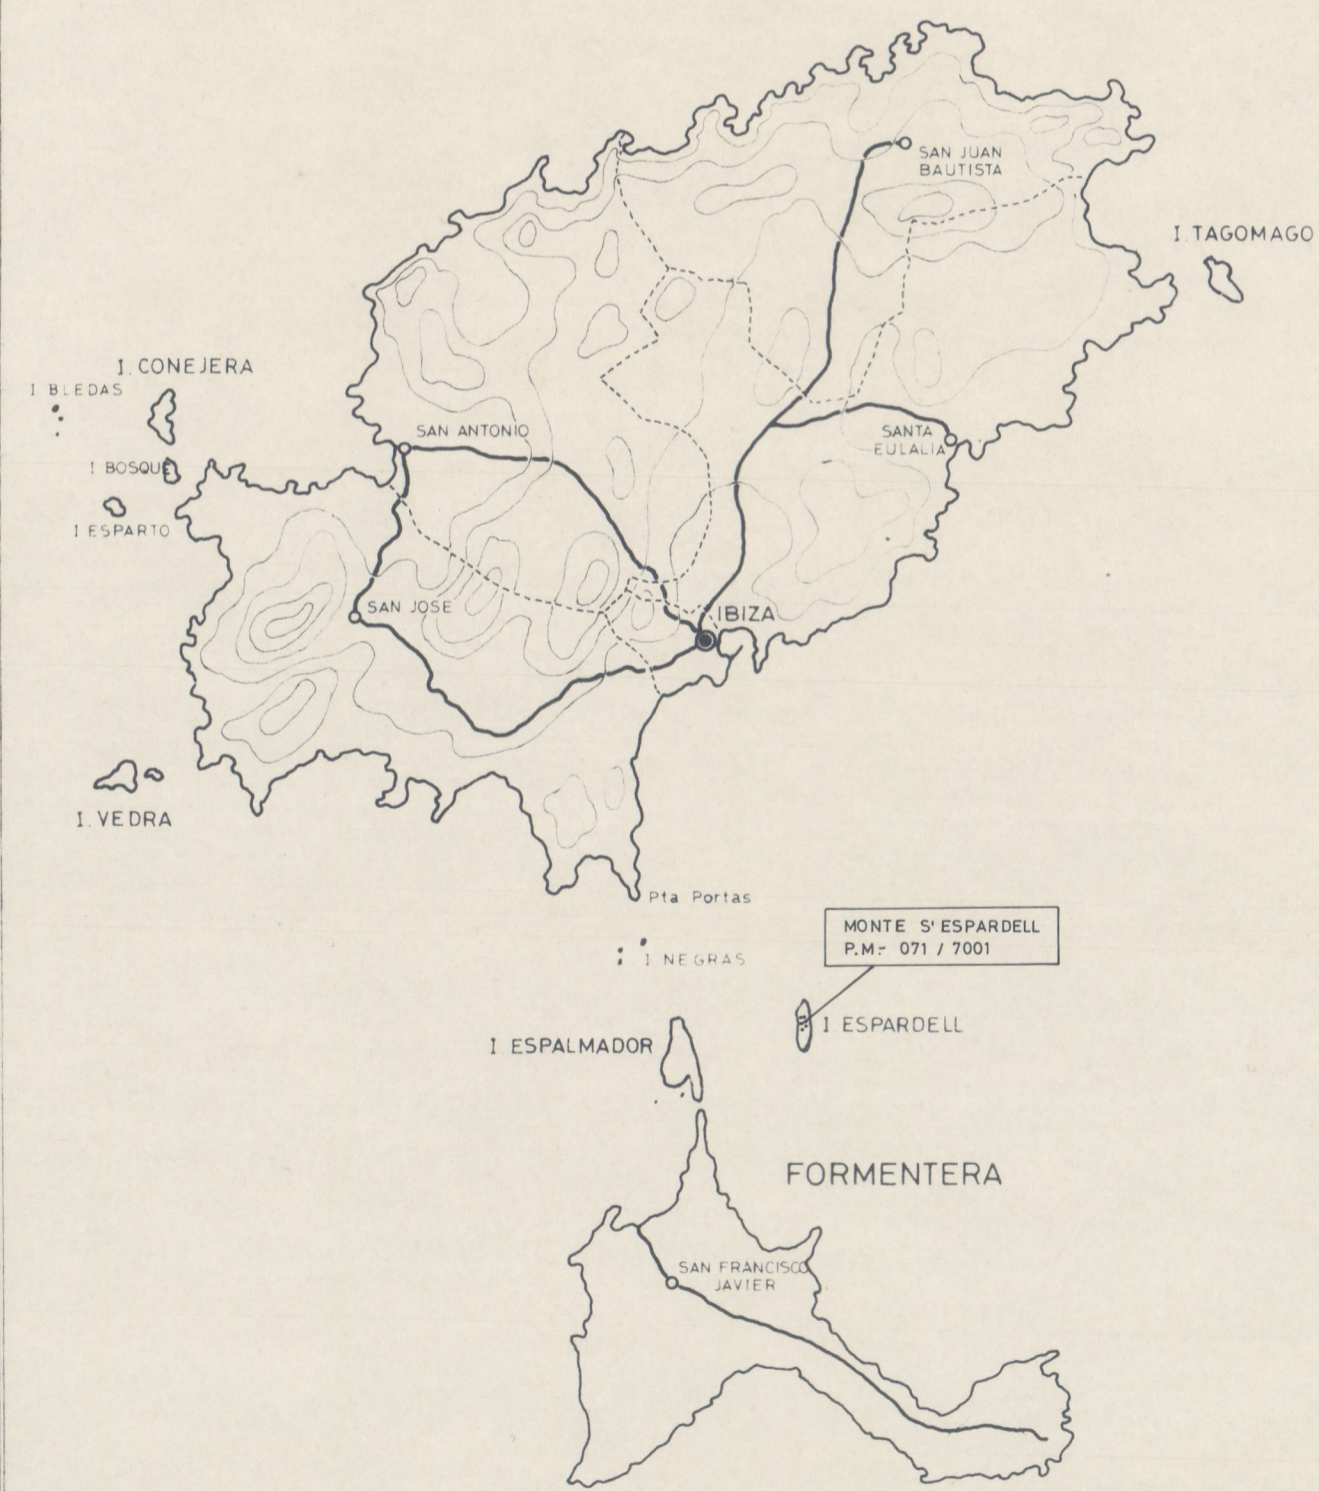 SAN JUAN
BAUTISTA
I. TAGOMAGO
I. CONEJERA
I BLEDAS
SAN ANTONIO
SANTA
EULALIA
I BOSQUE
I ESPARTO
SAN JOSE
IBIZA
I. VEDRA
Pta Portas
MONTE S' ESPARDELL
P.M.- 071 / 7001
I NEGRAS
I ESPARDELL
I ESPALMADOR
FORMENTERA
SAN FRANCISCO
JAVIER